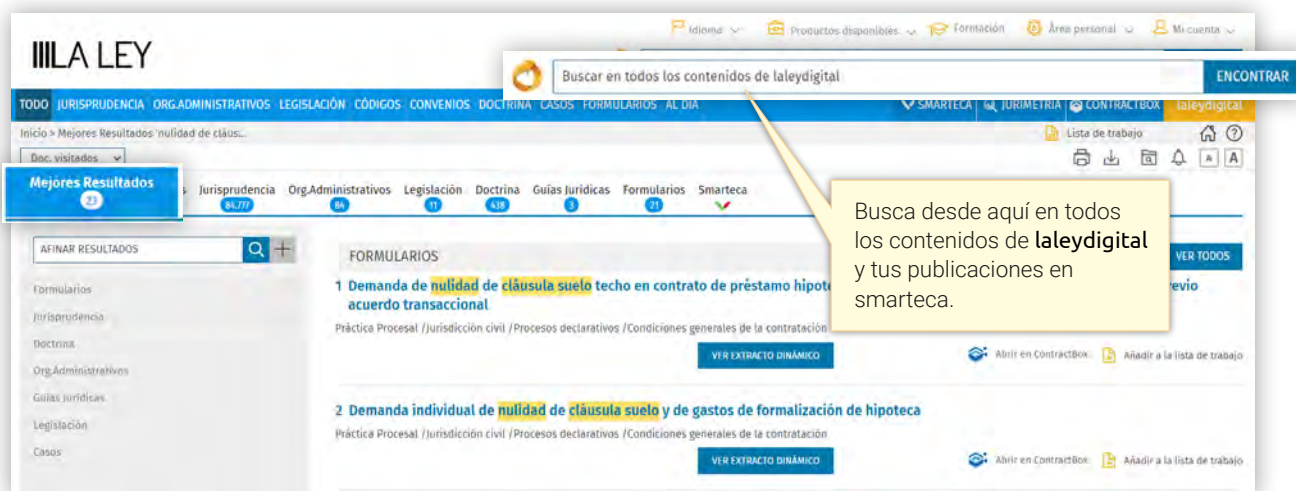 Idioma Productos disponibles Formación Área personal Mi cuenta
LA LEY
Buscar en todos los contenidos de laleydigital ENCONTRAR
TODO JURISPRUDENCIA ORG.ADMINISTRATIVOS LEGISLACIÓN CÓDIGOS CONVENIOS DOCTRINA CASOS FORMULARIOS AL DIA SMARTECA JURIMETRIA CONTRACTBOX laleydigital
Inicio > Mejores Resultados 'nulidad de cláus... Lista de trabajo
Doc. visitados A A
Mejores Resultados s Jurisprudencia Org.Administrativos Legislación Doctrina Guías Jurídicas Formularios Smarteca
23 84.777 84 11 438 3 21
Busca desde aquí en todos
los contenidos de laleydigital
y tus publicaciones en
smarteca.
AFINAR RESULTADOS
FORMULARIOS VER TODOS
Formularios
Jurisprudencia
Doctrina
Org.Administrativos
Guías Jurídicas
Legislación
Casos
1 Demanda de nulidad de cláusula suelo techo en contrato de préstamo hipote revio
acuerdo transaccional
Práctica Procesal /Jurisdicción civil /Procesos declarativos /Condiciones generales de la contratación
VER EXTRACTO DINÁMICO Abrir en ContractBox Añadir a la lista de trabajo
2 Demanda individual de nulidad de cláusula suelo y de gastos de formalización de hipoteca
Práctica Procesal /Jurisdicción civil /Procesos declarativos /Condiciones generales de la contratación
VER EXTRACTO DINÁMICO Abrir en ContractBox Añadir a la lista de trabajo